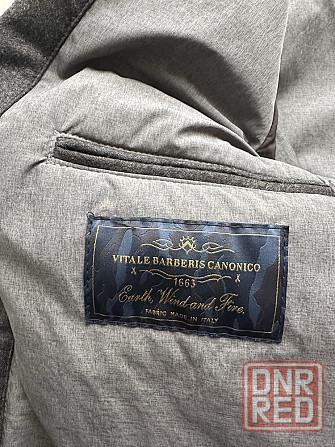 VITALE BARBERIS CANONICO
1663
Earth, Wind and Fire.
FABRIC MADE IN ITALY
DNR
RED